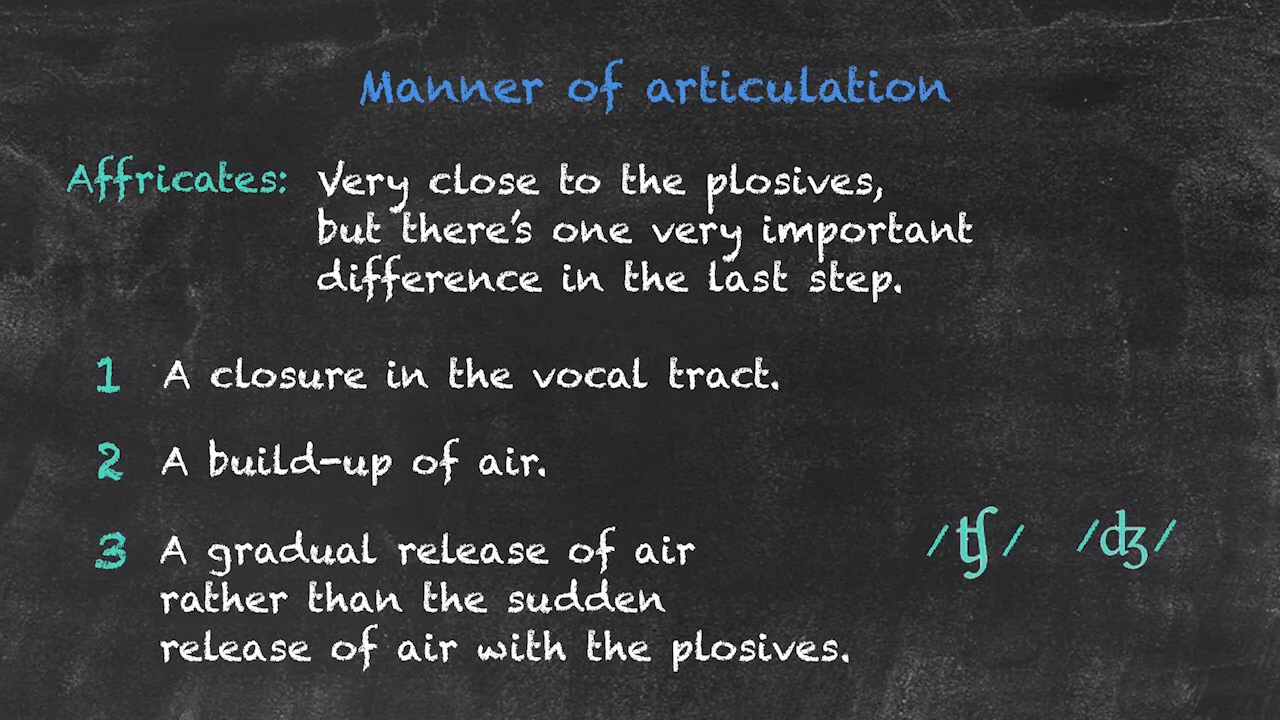 Manner of articulation
Affricates: Very close to the plosives,
but there’s one very important
difference in the last step.
1 A closure in the vocal tract.
2 A build-up of air.
3 A gradual release of air
rather than the sudden
release of air with the plosives.
/ʧ/ /ʤ/